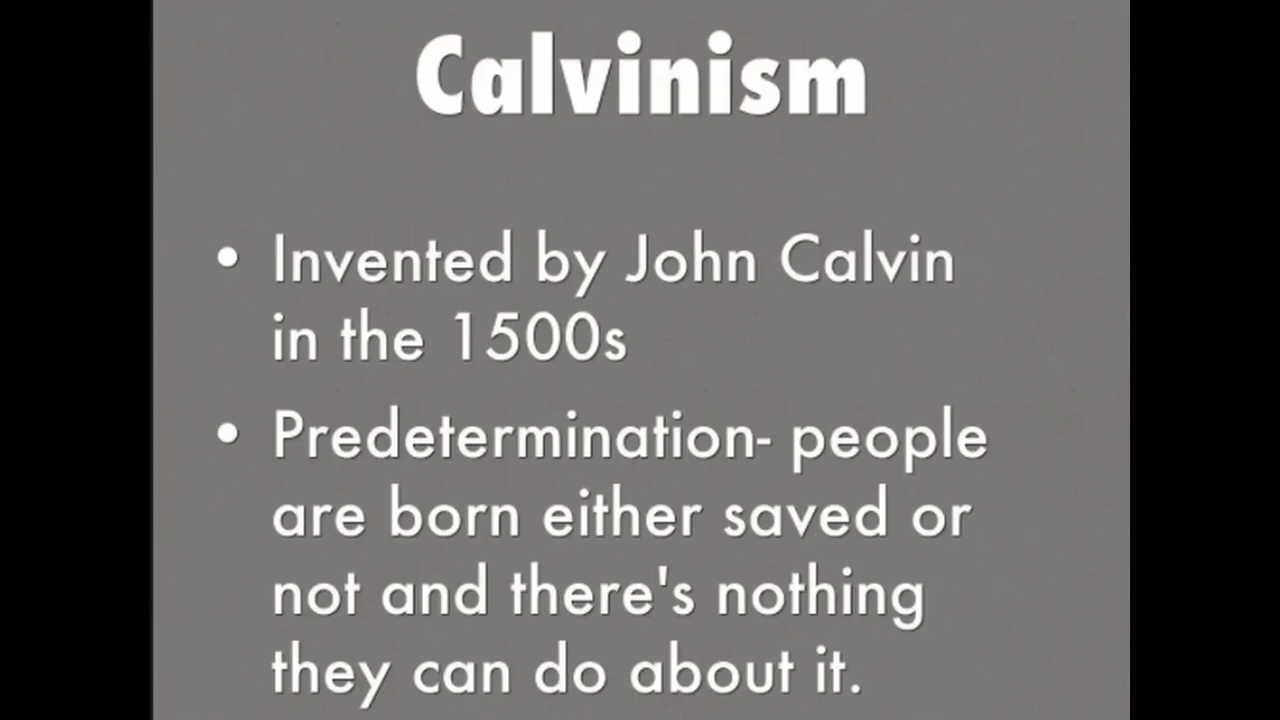 Calvinism
• Invented by John Calvin
in the 1500s
• Predetermination- people
are born either saved or
not and there's nothing
they can do about it.